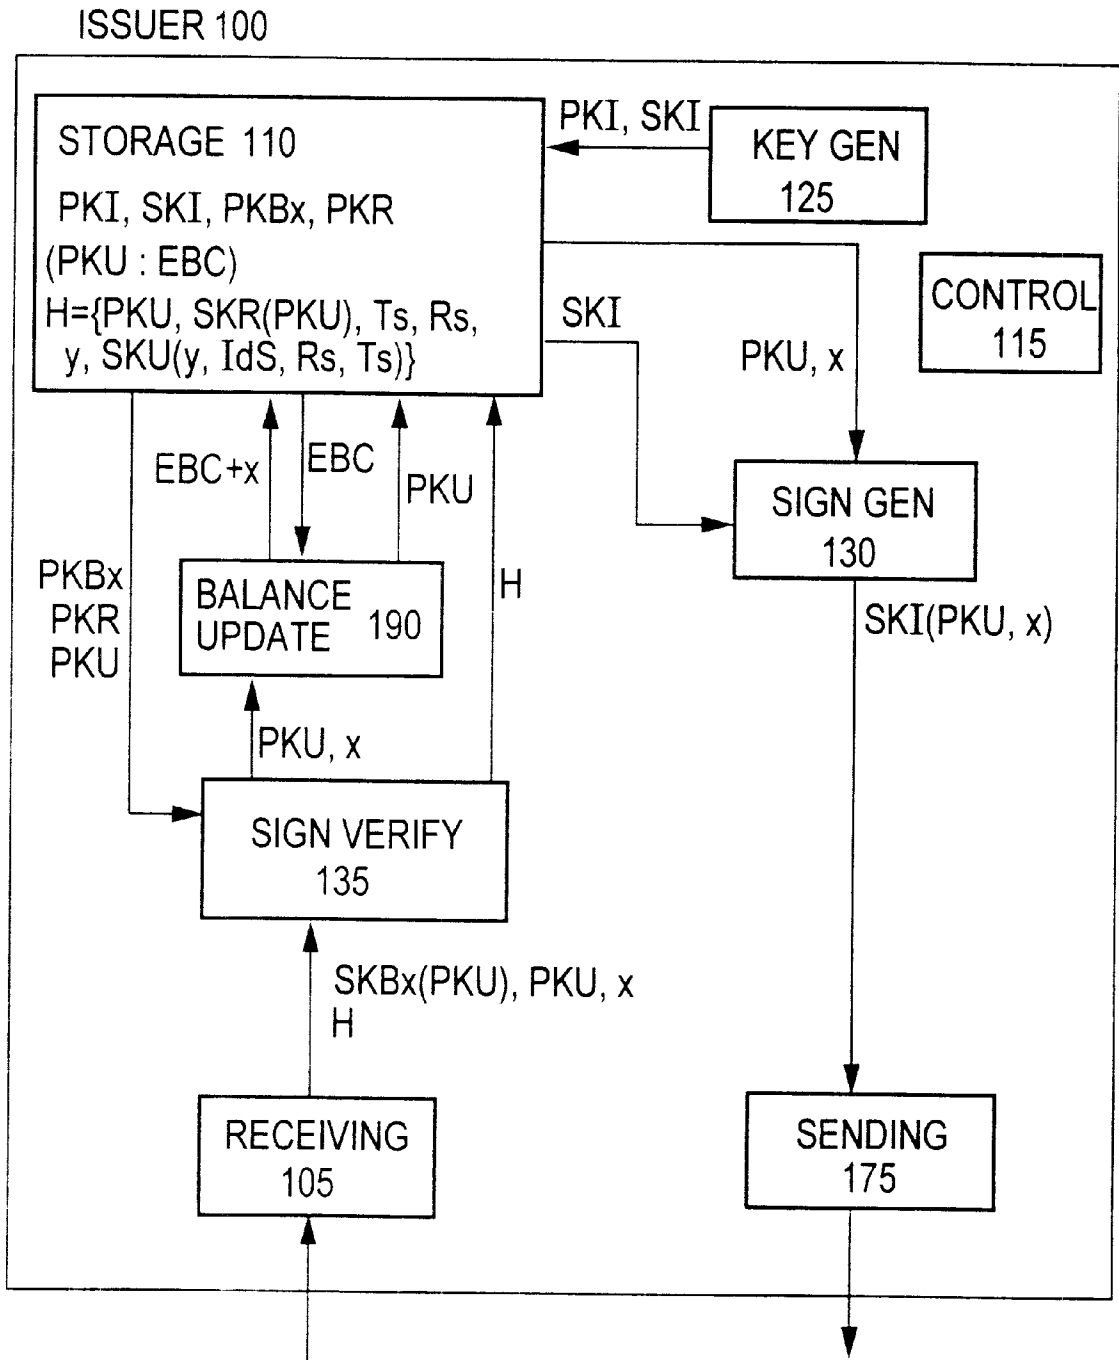 ISSUER 100
STORAGE 110
PKI, SKI, PKBx, PKR
(PKU : EBC)
H={PKU, SKR(PKU), Ts, Rs,
y, SKU(y, IdS, Rs, Ts)}
PKI, SKI
KEY GEN
125
CONTROL
115
SKI
PKU, x
EBC+x
EBC
PKU
SIGN GEN
130
PKBx
PKR
PKU
BALANCE
UPDATE 190
H
SKI(PKU, x)
PKU, x
SIGN VERIFY
135
SKBx(PKU), PKU, x
H
RECEIVING
105
SENDING
175